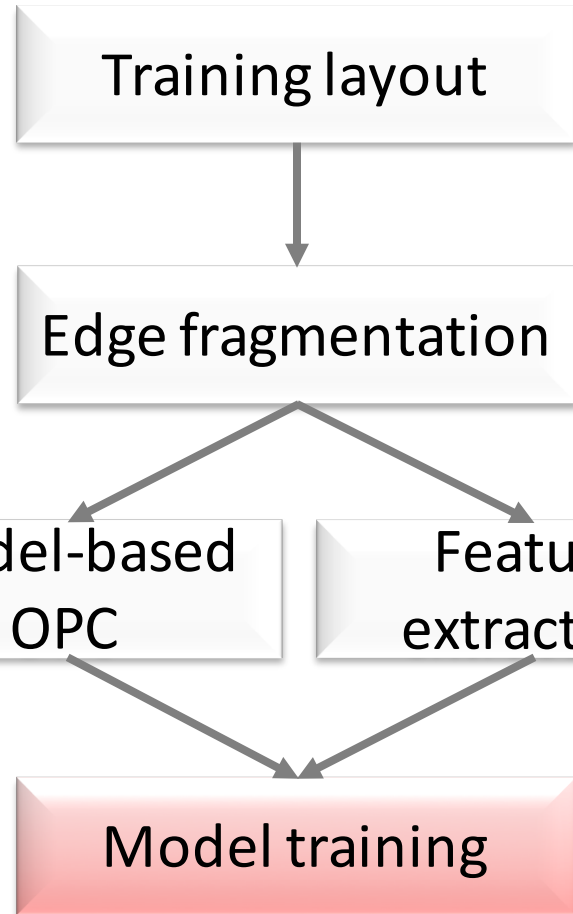 Training layout
Edge fragmentation
del-based
OPC
Featu
extract
Model training